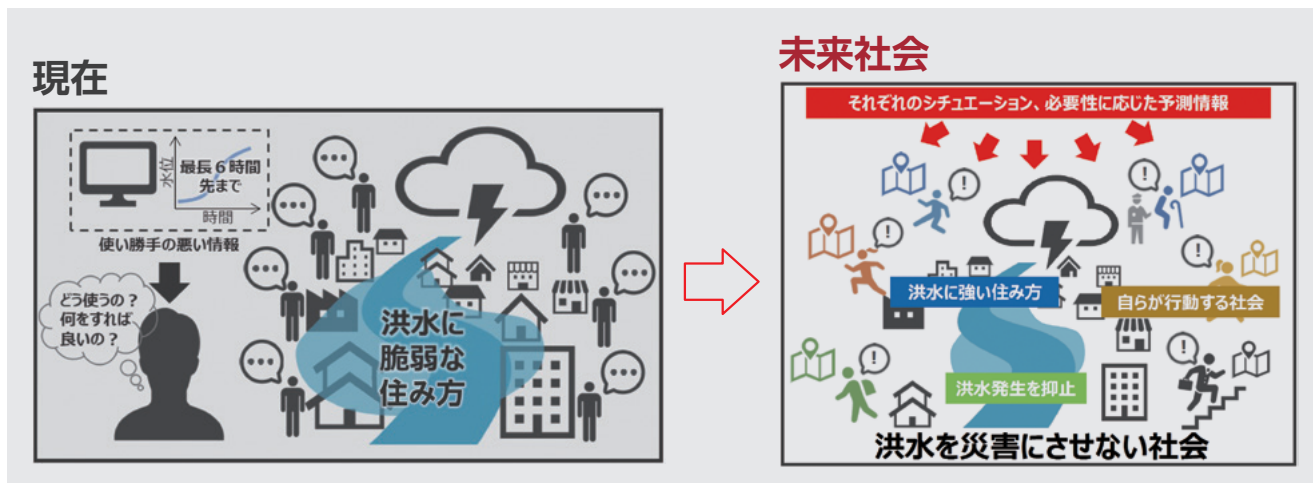 現在
最長6時間
先まで
水位
時間
使い勝手の悪い情報
どう使うの?
何をすれば
良いの?
洪水に
脆弱な
住み方
未来社会
それぞれのシチュエーション、必要性に応じた予測情報
!
!
!
!
洪水に強い住み方
自らが行動する社会
!
!
洪水発生を抑止
洪水を災害にさせない社会